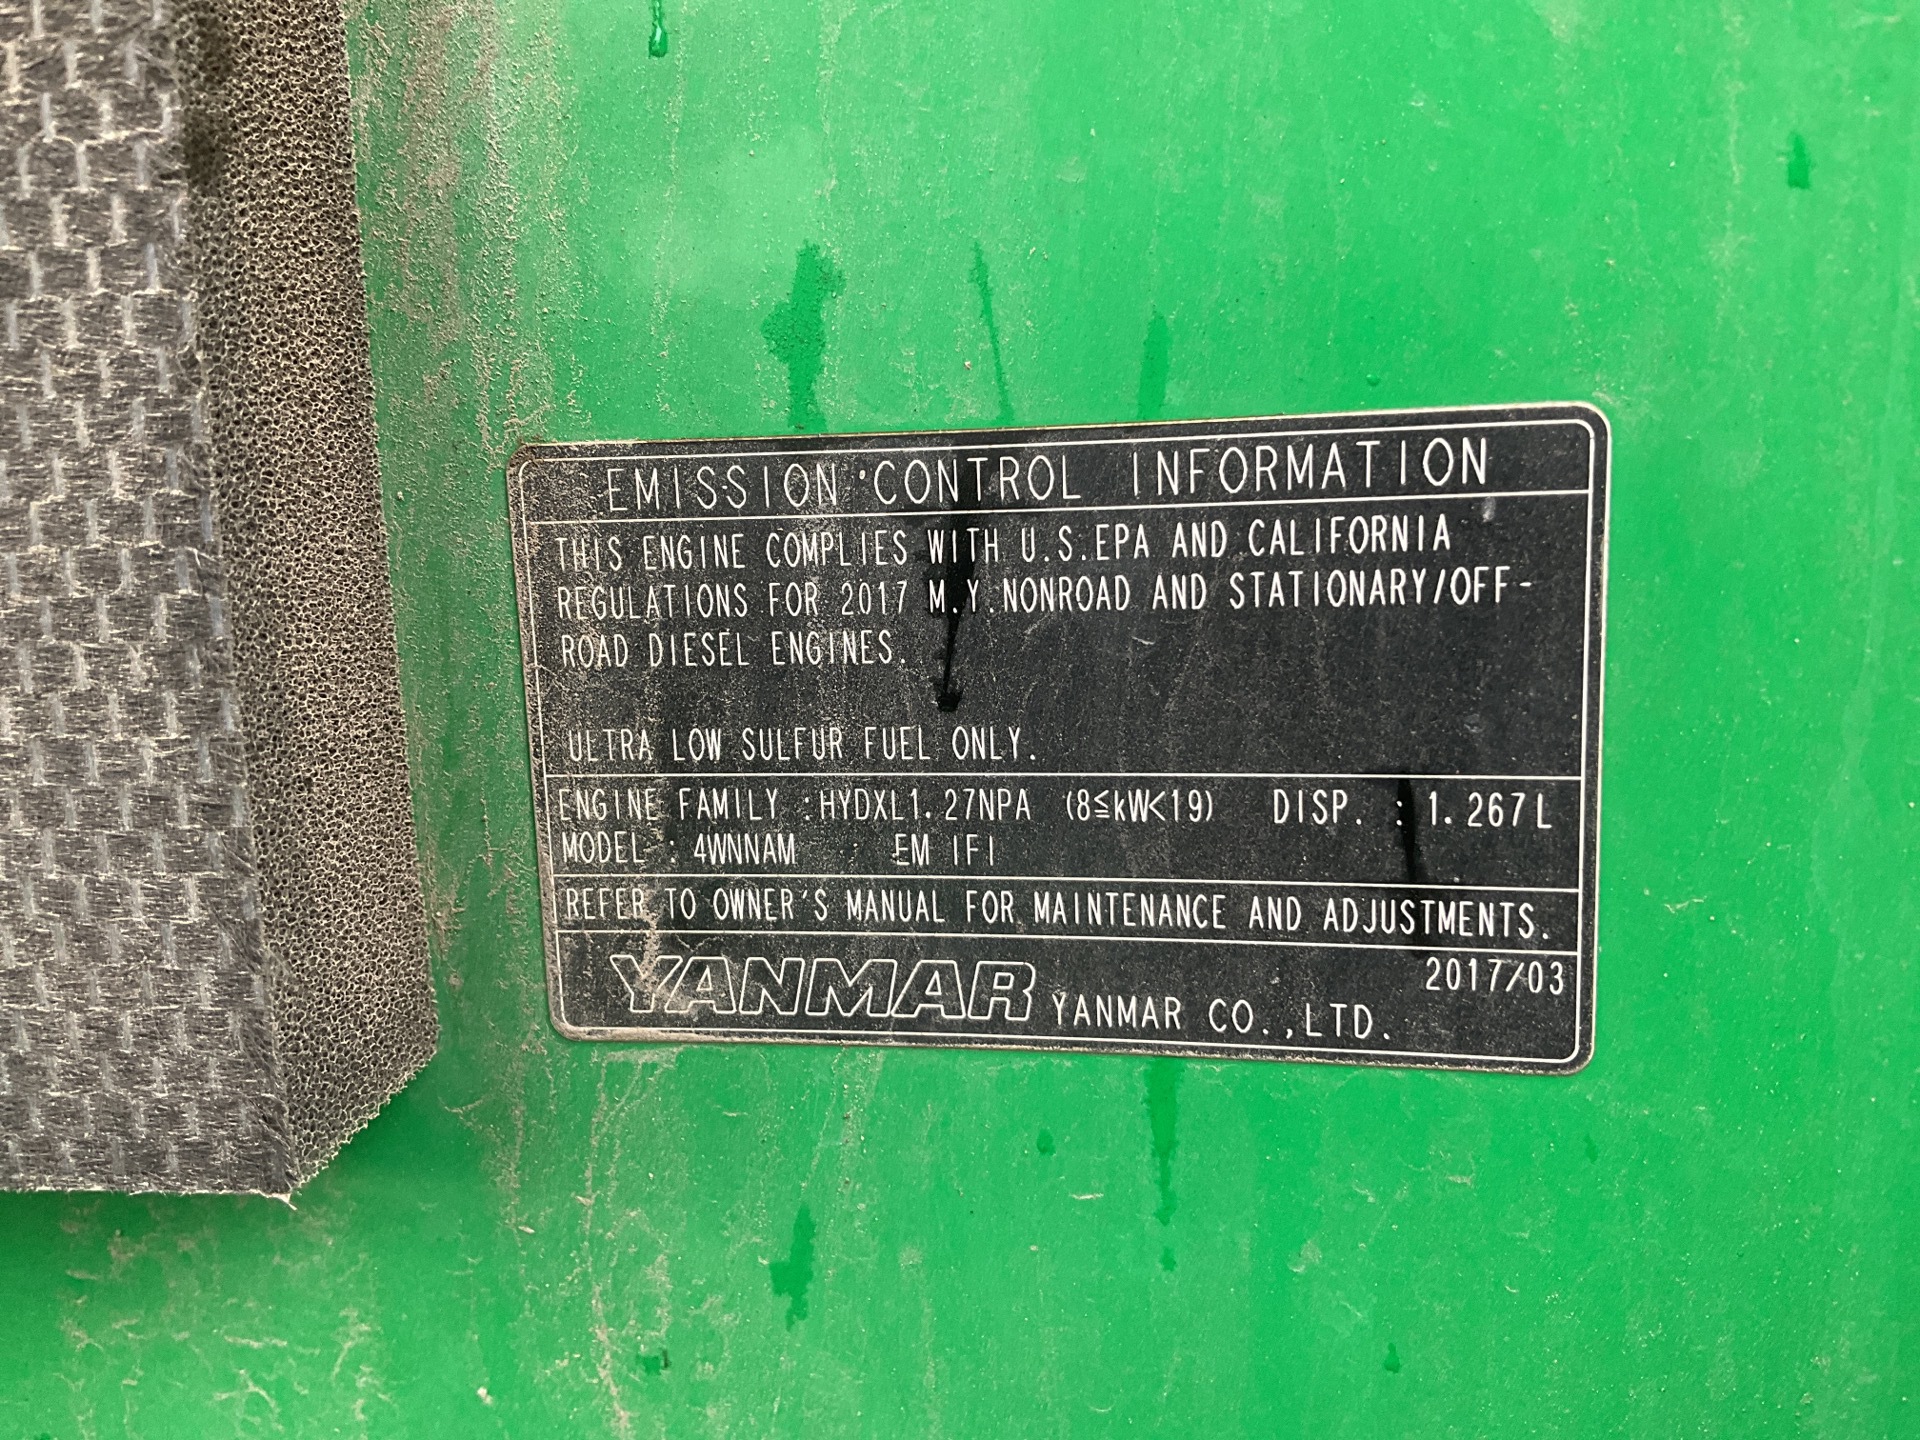 EMISSION CONTROL INFORMATION
THIS ENGINE COMPLIES WITH U.S.EPA AND CALIFORNIA
REGULATIONS FOR 2017 M.Y.NONROAD AND STATIONARY/OFF-
ROAD DIESEL ENGINES.
ULTRA LOW SULFUR FUEL ONLY.
ENGINE FAMILY :HYDXL1.27NPA (8≦kW<19) DISP. : 1.267L
MODEL : 4WNNAM EM IFI
REFER TO OWNER'S MANUAL FOR MAINTENANCE AND ADJUSTMENTS.
2017/03
YANMAR YANMAR CO.,LTD.